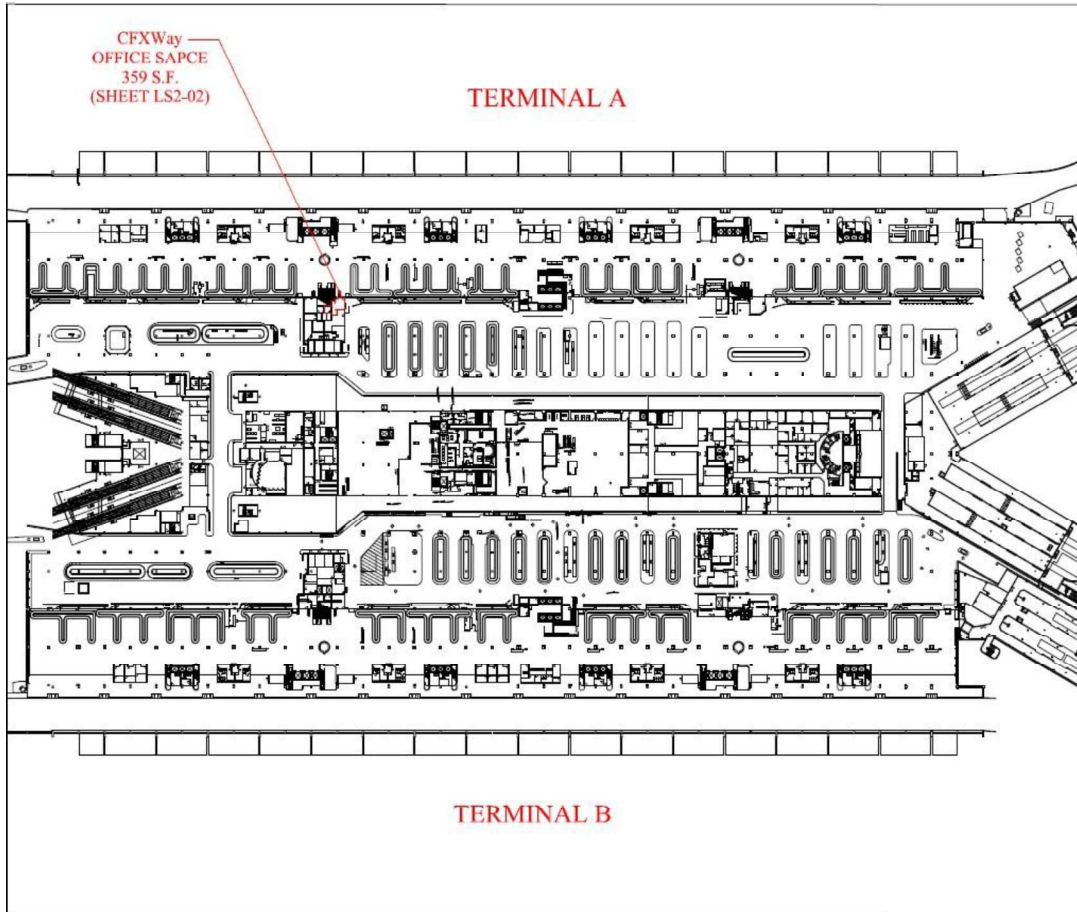 CFXWay
OFFICE SAPCE
359 S.F.
(SHEET LS2-02)
TERMINAL A
TERMINAL B